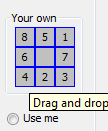 Your own
8 5 1
6 7
4 2 3
Drag and drop
Use me